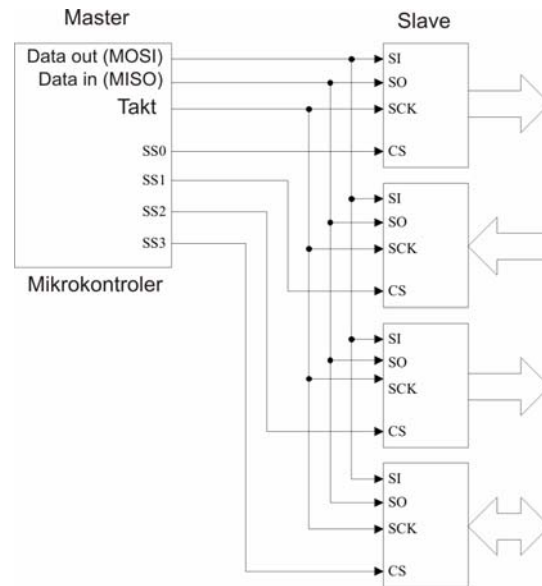 Master
Slave
Data out (MOSI)
Data in (MISO)
Takt
SS0
SS1
SS2
SS3
Mikrokontroler
SI
SO
SCK
CS
SI
SO
SCK
CS
SI
SO
SCK
CS
SI
SO
SCK
CS